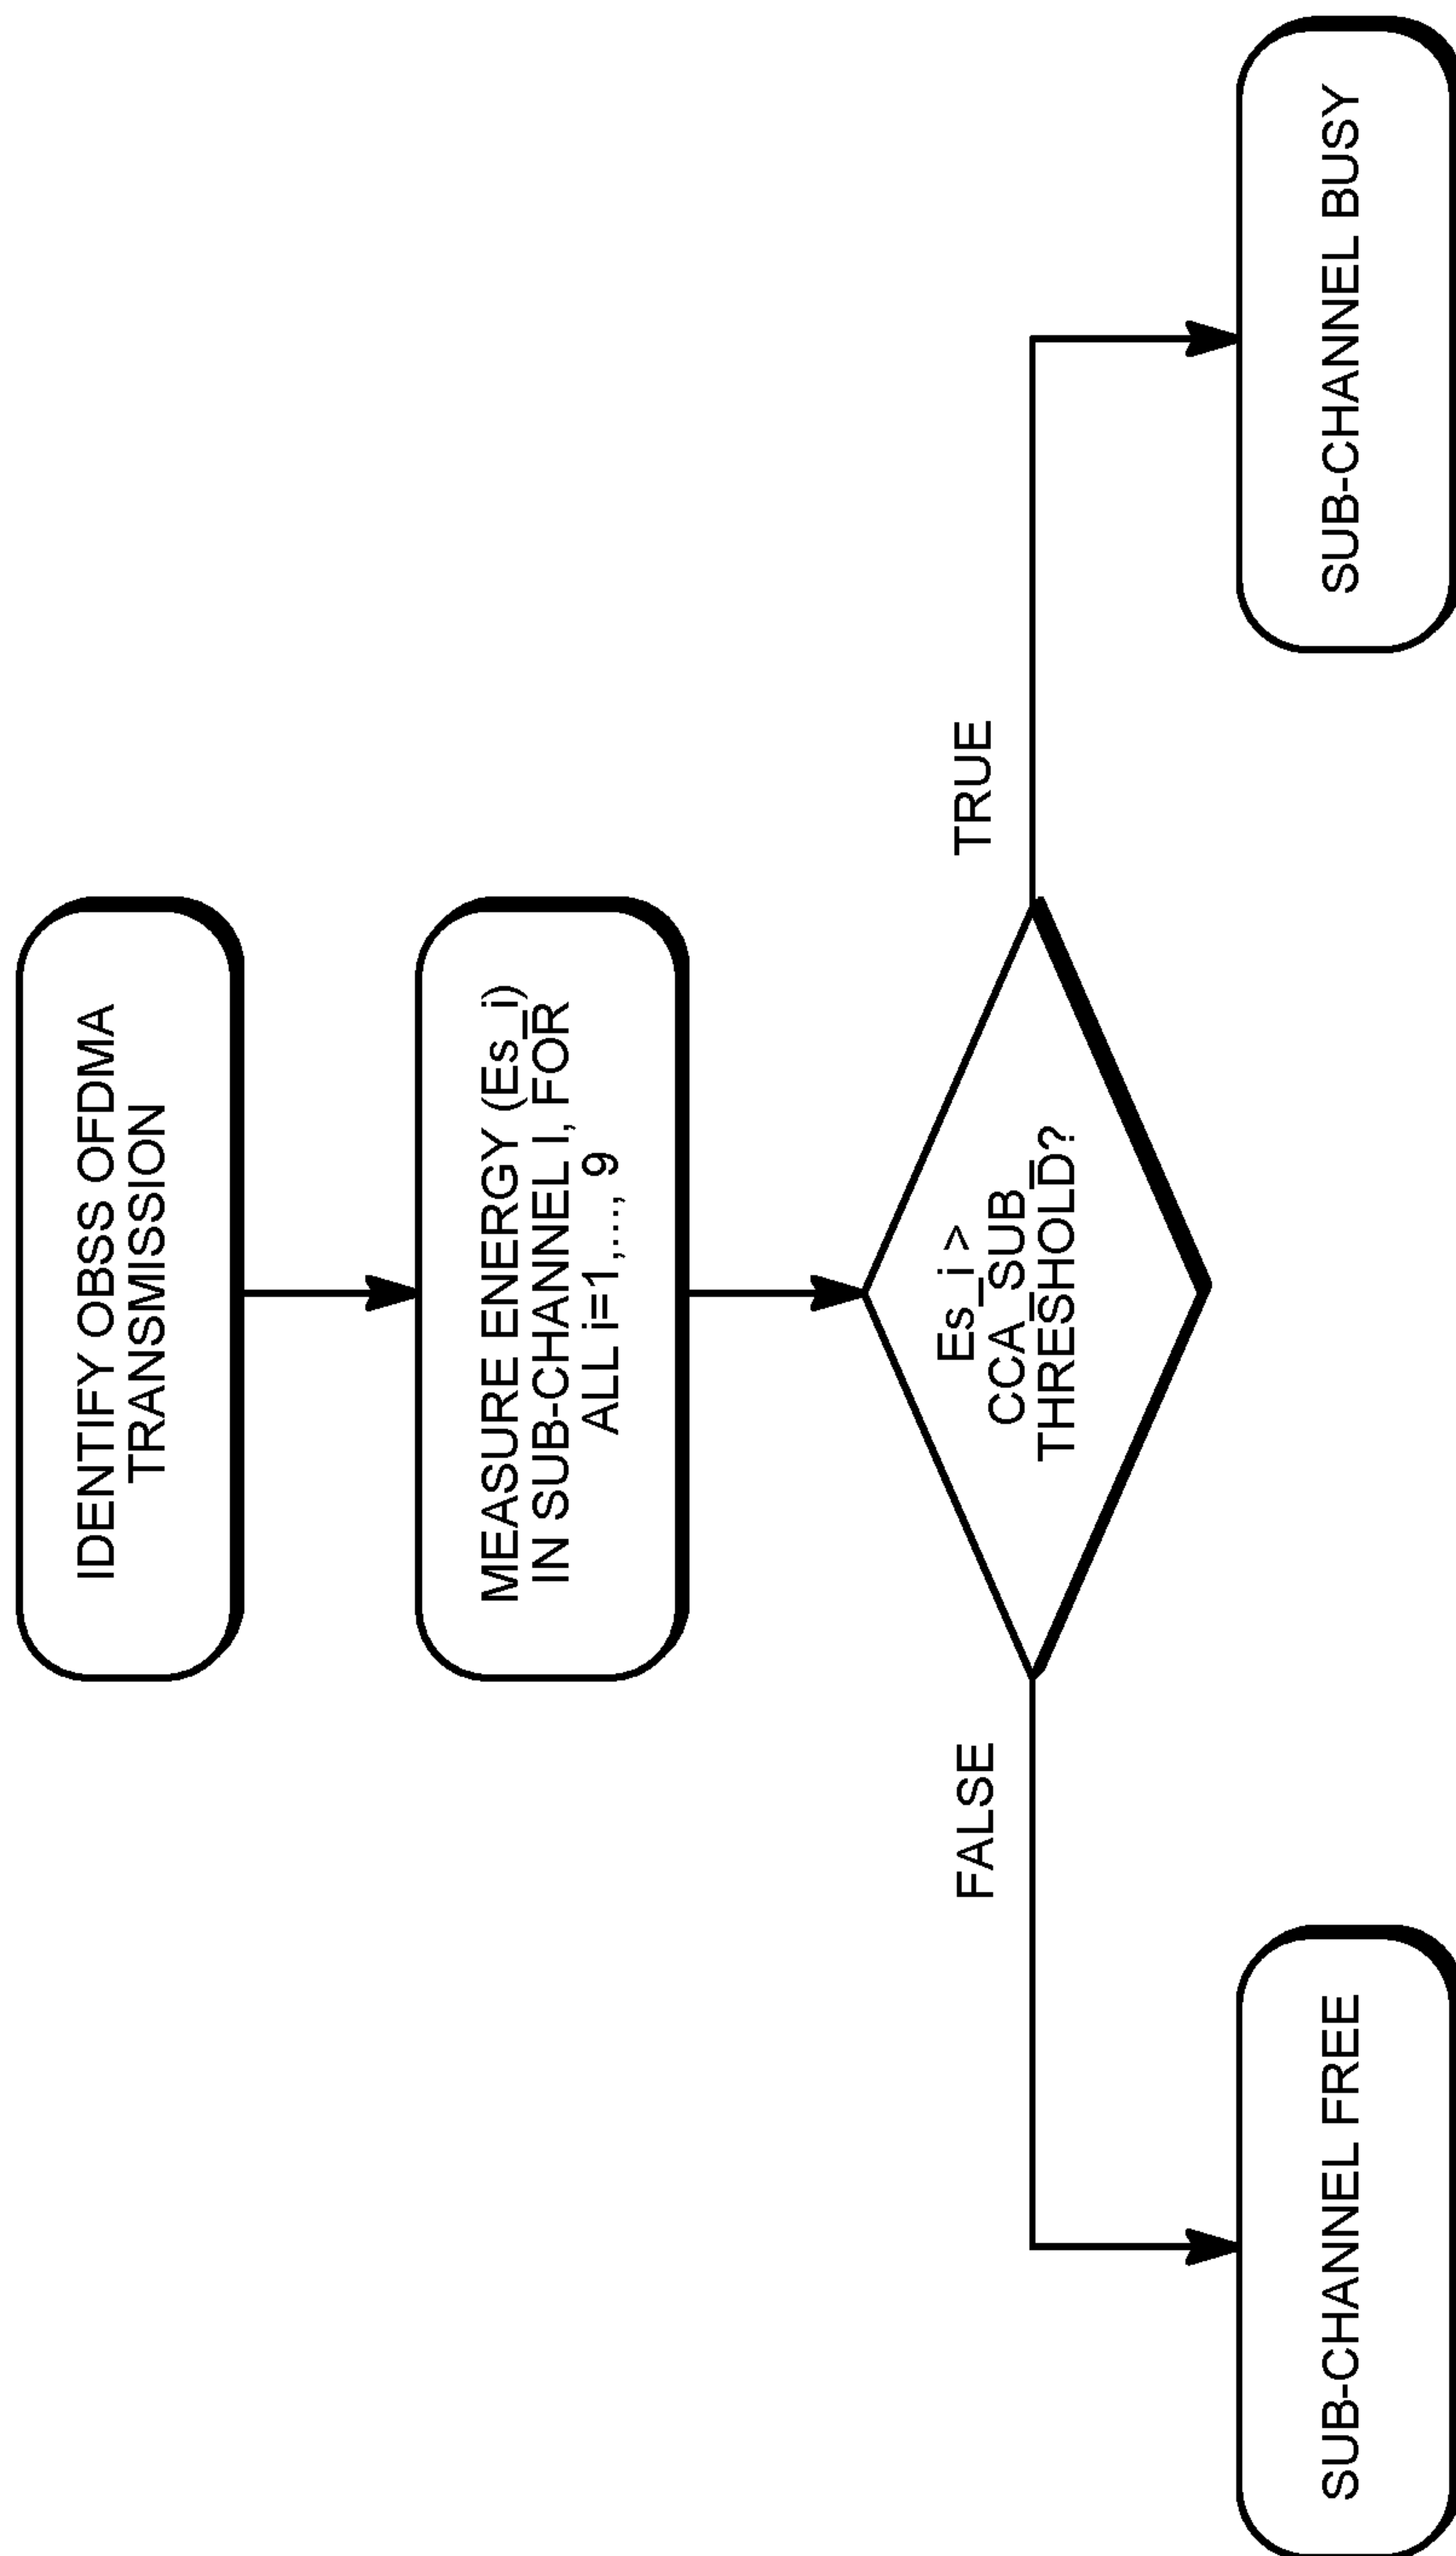 IDENTIFY OBSS OFDMA
TRANSMISSION
MEASURE ENERGY (Es_i)
IN SUB-CHANNEL I, FOR
ALL i=1,..., 9
Es_i >
CCA_SUB_
THRESHOLD?
FALSE
TRUE
SUB-CHANNEL FREE
SUB-CHANNEL BUSY